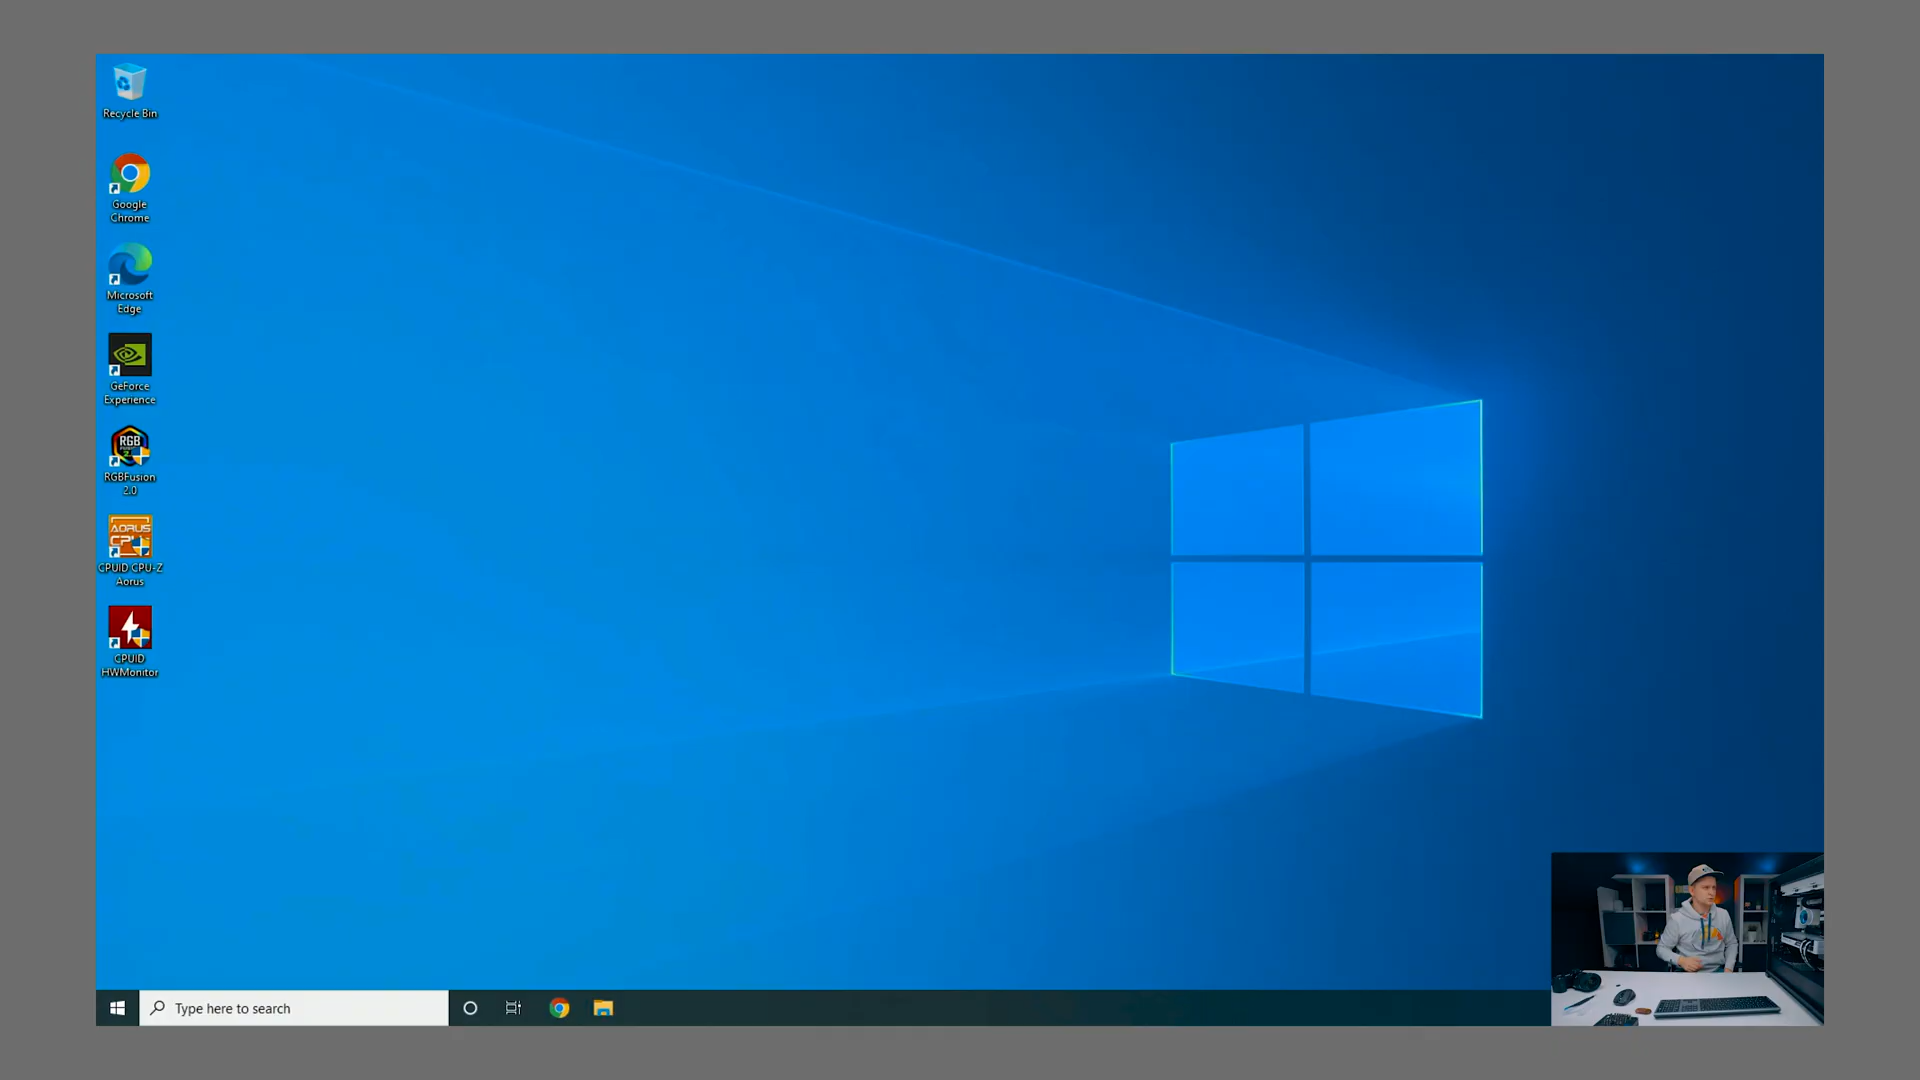 Recycle Bin
Google
Chrome
Microsoft
Edge
GeForce
Experience
RGB
RGBFusion
2.0
AORUS
CPUID CPU-Z
Aorus
CPUID
HWMonitor
Type here to search